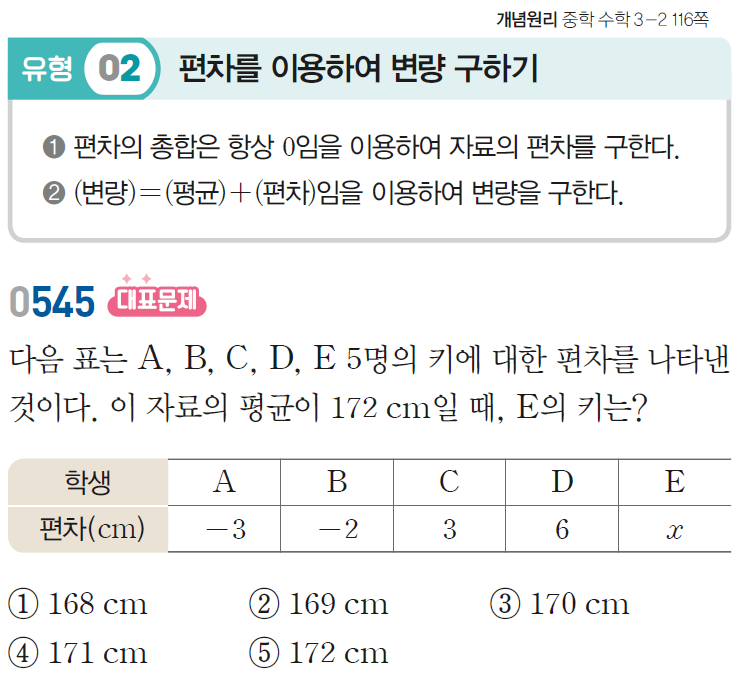 개념원리 중학 수학 3-2 116쪽
유형 02 편차를 이용하여 변량 구하기
❶ 편차의 총합은 항상 0임을 이용하여 자료의 편차를 구한다.
❷ (변량)=(평균)+(편차)임을 이용하여 변량을 구한다.
0545 대표문제
다음 표는 A, B, C, D, E 5명의 키에 대한 편차를 나타낸
것이다. 이 자료의 평균이 172 cm일 때, E의 키는?
학생 A B C D E
편차(cm) -3 -2 3 6 x
① 168 cm ② 169 cm ③ 170 cm
④ 171 cm ⑤ 172 cm